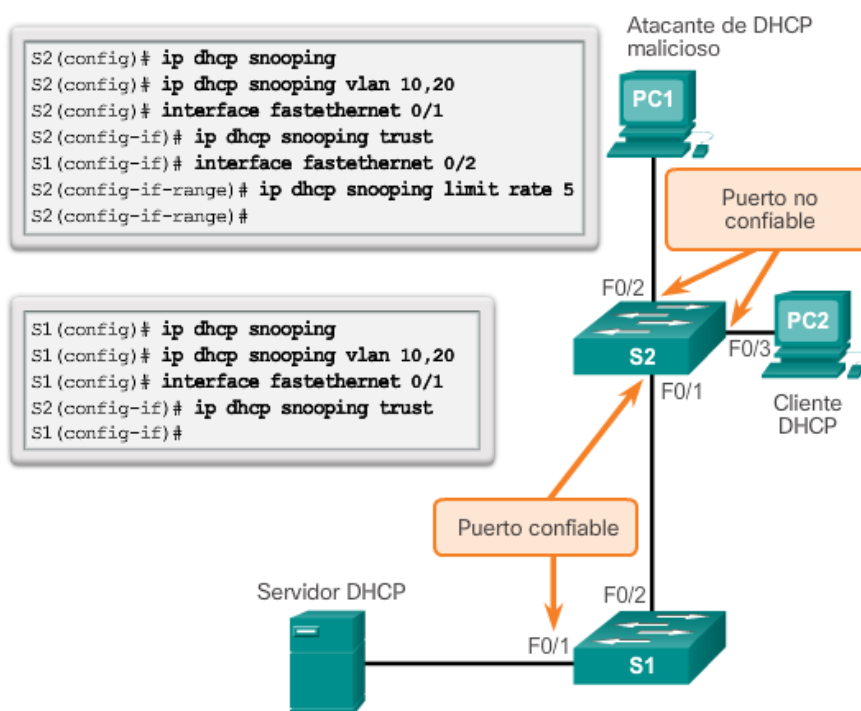 S2(config)# ip dhcp snooping
S2(config)# ip dhcp snooping vlan 10,20
S2(config)# interface fastethernet 0/1
S2(config-if)# ip dhcp snooping trust
S1(config)# interface fastethernet 0/2
S2(config-if-range)# ip dhcp snooping limit rate 5
S2(config-if-range)#
Atacante de DHCP
malicioso
PC1
Puerto no
confiable
F0/2
S2
F0/3
PC2
F0/1
Cliente
DHCP
S1(config)# ip dhcp snooping
S1(config)# ip dhcp snooping vlan 10,20
S1(config)# interface fastethernet 0/1
S2(config-if)# ip dhcp snooping trust
S1(config-if)#
Puerto confiable
Servidor DHCP
F0/2
F0/1
S1